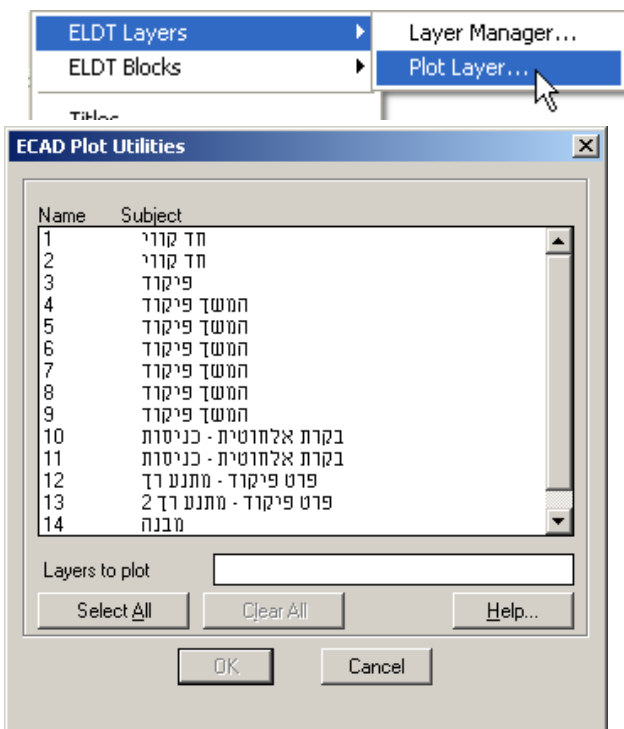 ELDT Layers
Layer Manager...
ELDT Blocks
Plot Layer...
Titles
ECAD Plot Utilities
Name Subject
1 חד קווי
2 חד קווי
3 פיקוד
4 המשך פיקוד
5 המשך פיקוד
6 המשך פיקוד
7 המשך פיקוד
8 המשך פיקוד
9 המשך פיקוד
10 בקרת אלחוטית - כניסות
11 בקרת אלחוטית - כניסות
12 פרט פיקוד - מתנע רך
13 פרט פיקוד - מתנע רך 2
14 מבנה
Layers to plot
Select All
Clear All
Help...
OK
Cancel